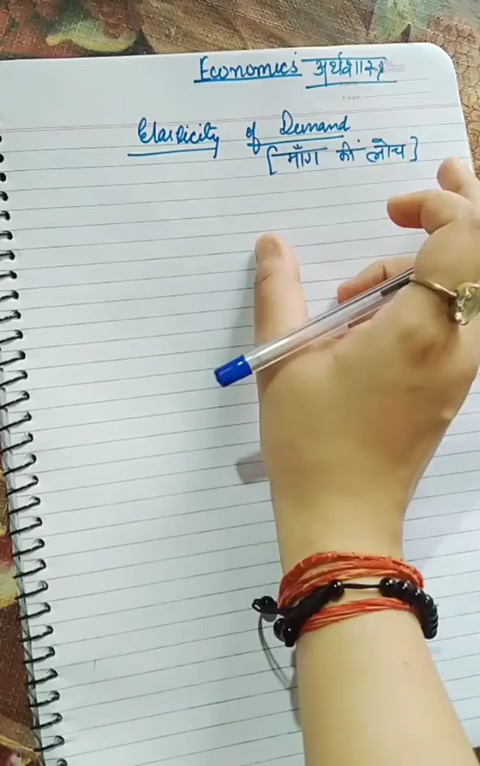 Economics अर्थशास्त्र
Elasticity of Demand
[माँग की लोच]